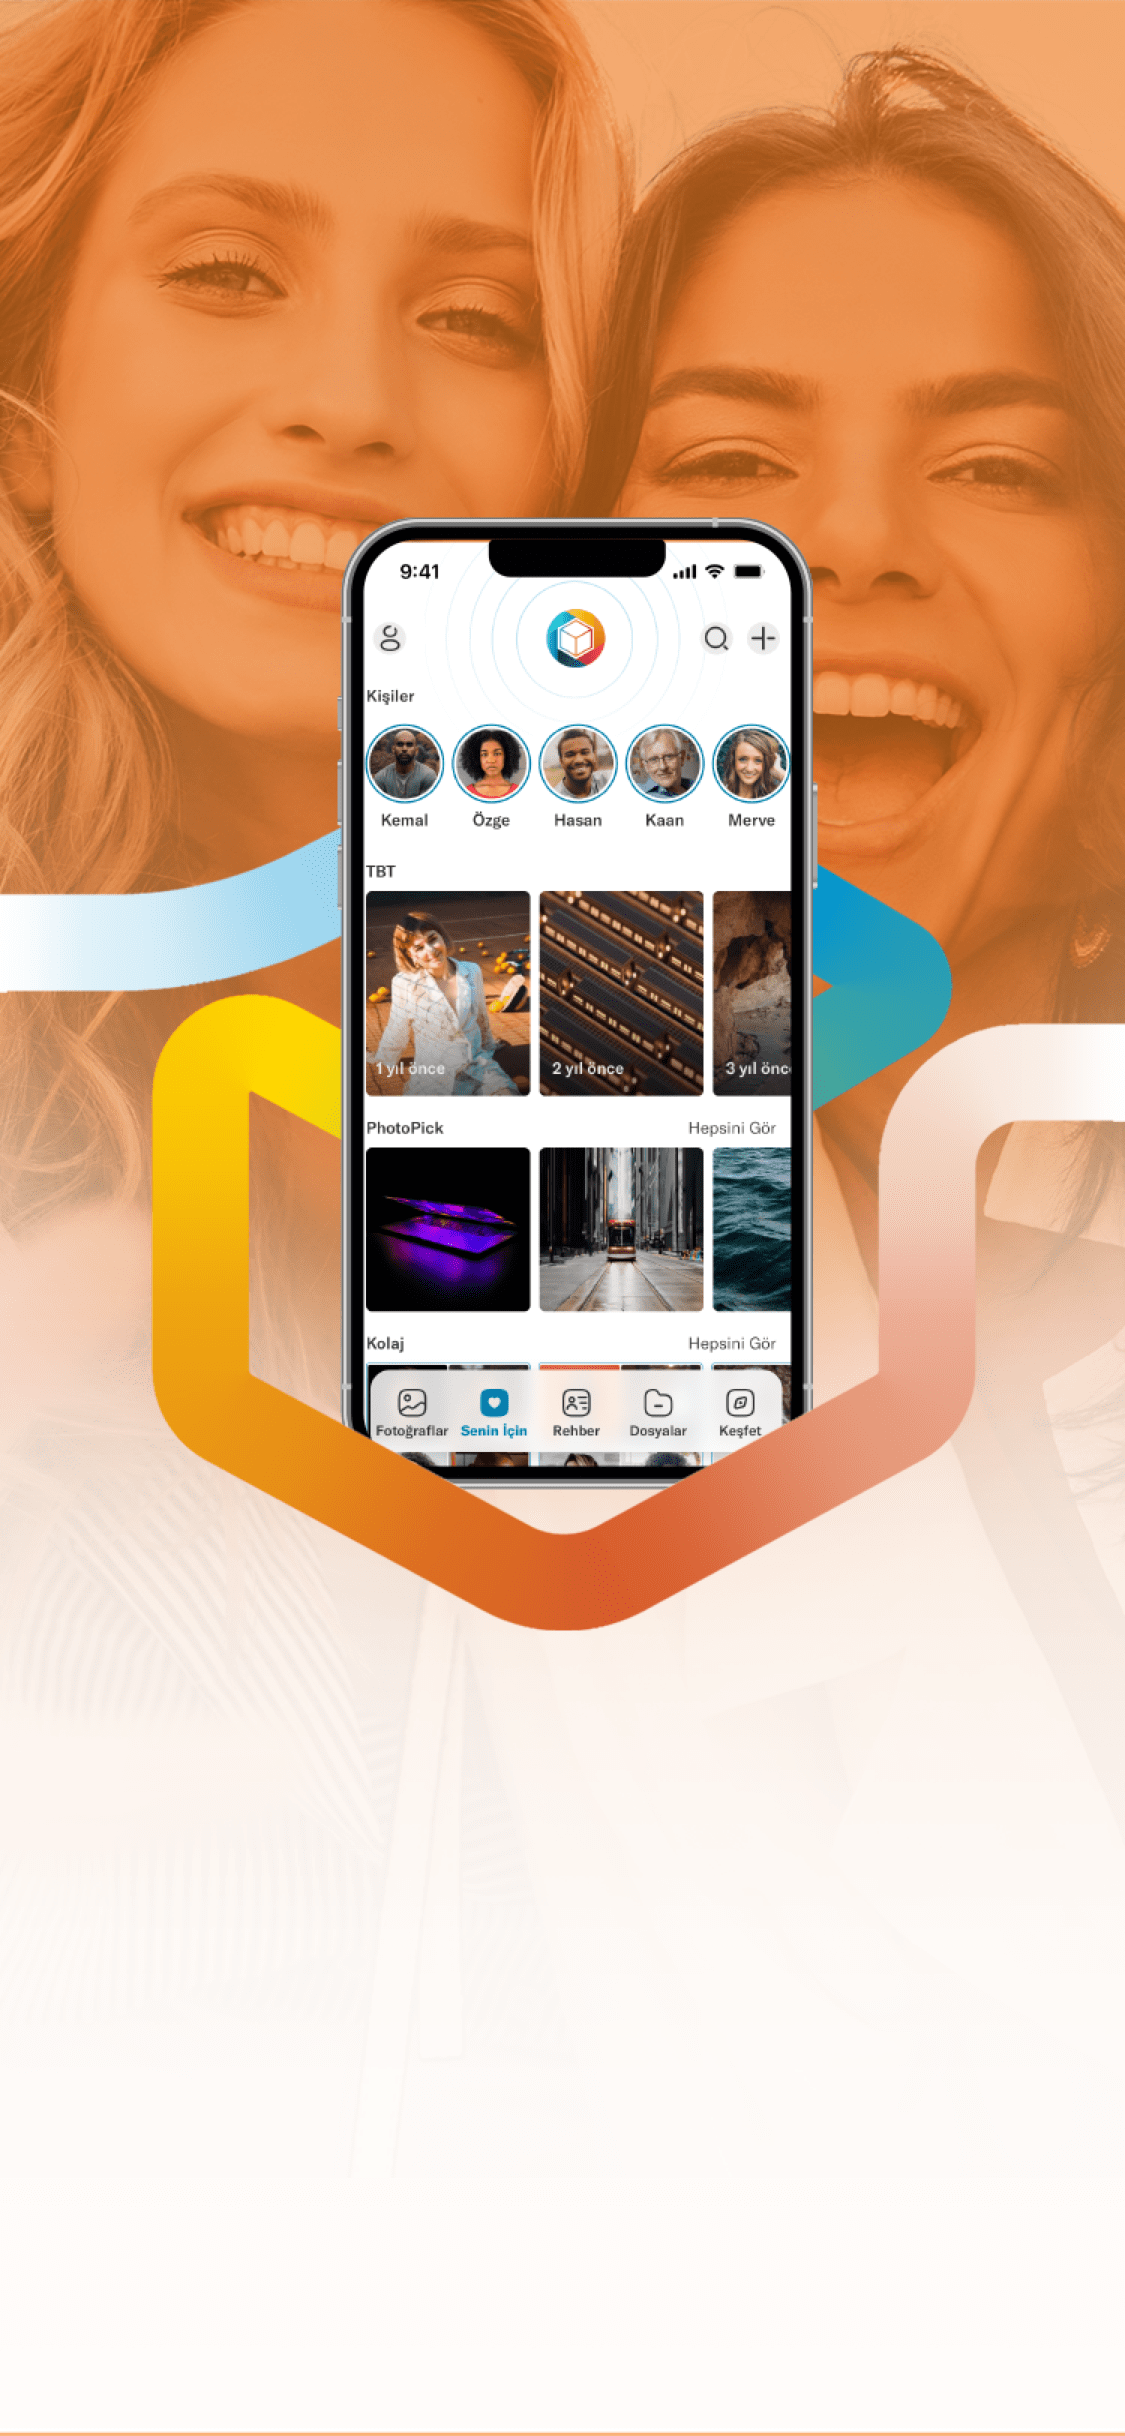 9:41
Kişiler
Kemal Özge Hasan Kaan Merve
TBT
1 yıl önce 2 yıl önce 3 yıl önc
PhotoPick Hepsini Gör
Kolaj Hepsini Gör
Fotoğraflar Senin İçin Rehber Dosyalar Keşfet